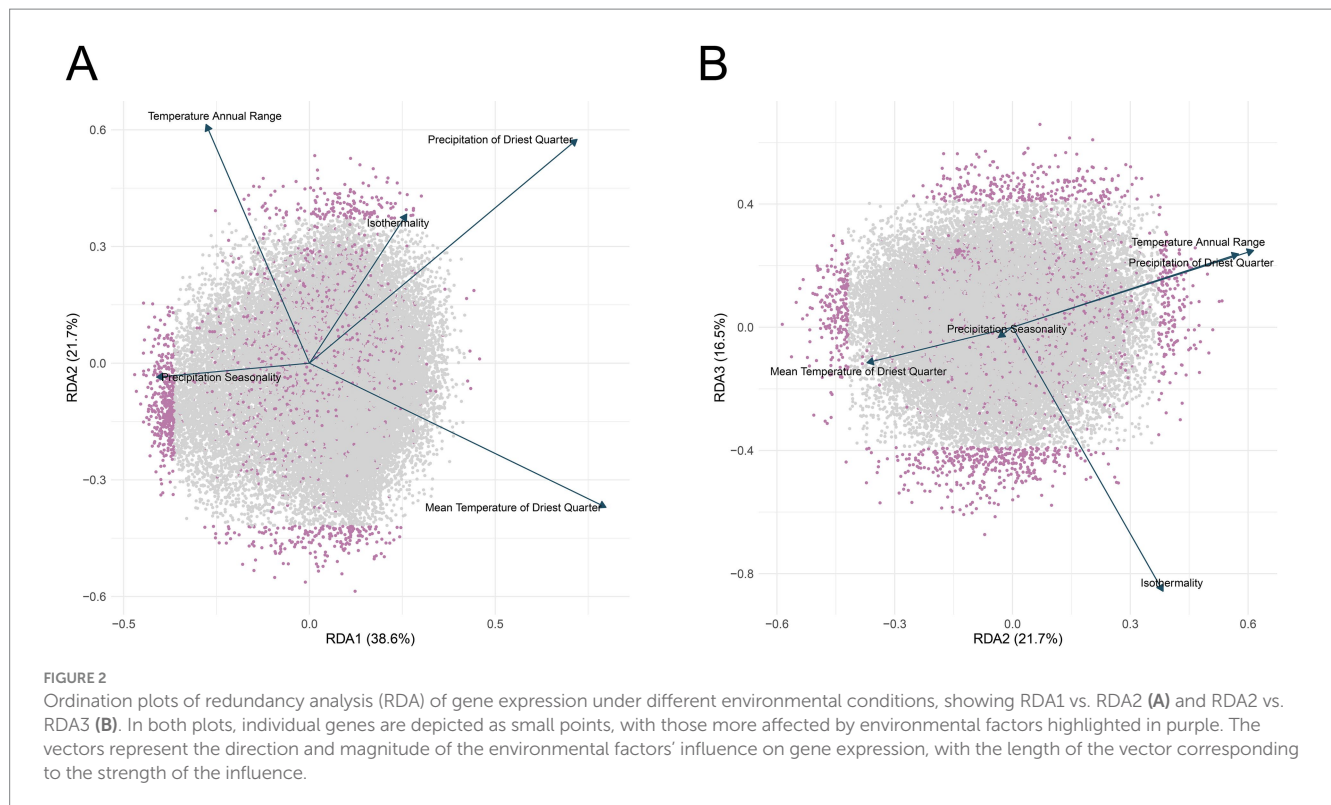 A
B
Temperature Annual Range
Precipitation of Driest Quarter
Isothermality
Precipitation Seasonality
Mean Temperature of Driest Quarter
0.6
0.3
0.0
−0.3
−0.6
RDA2 (21.7%)
−0.5
0.0
0.5
RDA1 (38.6%)
Temperature Annual Range
Precipitation of Driest Quarter
Precipitation Seasonality
Mean Temperature of Driest Quarter
Isothermality
0.4
0.0
−0.4
−0.8
RDA3 (16.5%)
−0.6
−0.3
0.0
0.3
0.6
RDA2 (21.7%)
FIGURE 2
Ordination plots of redundancy analysis (RDA) of gene expression under different environmental conditions, showing RDA1 vs. RDA2 (A) and RDA2 vs.
RDA3 (B). In both plots, individual genes are depicted as small points, with those more affected by environmental factors highlighted in purple. The
vectors represent the direction and magnitude of the environmental factors’ influence on gene expression, with the length of the vector corresponding
to the strength of the influence.